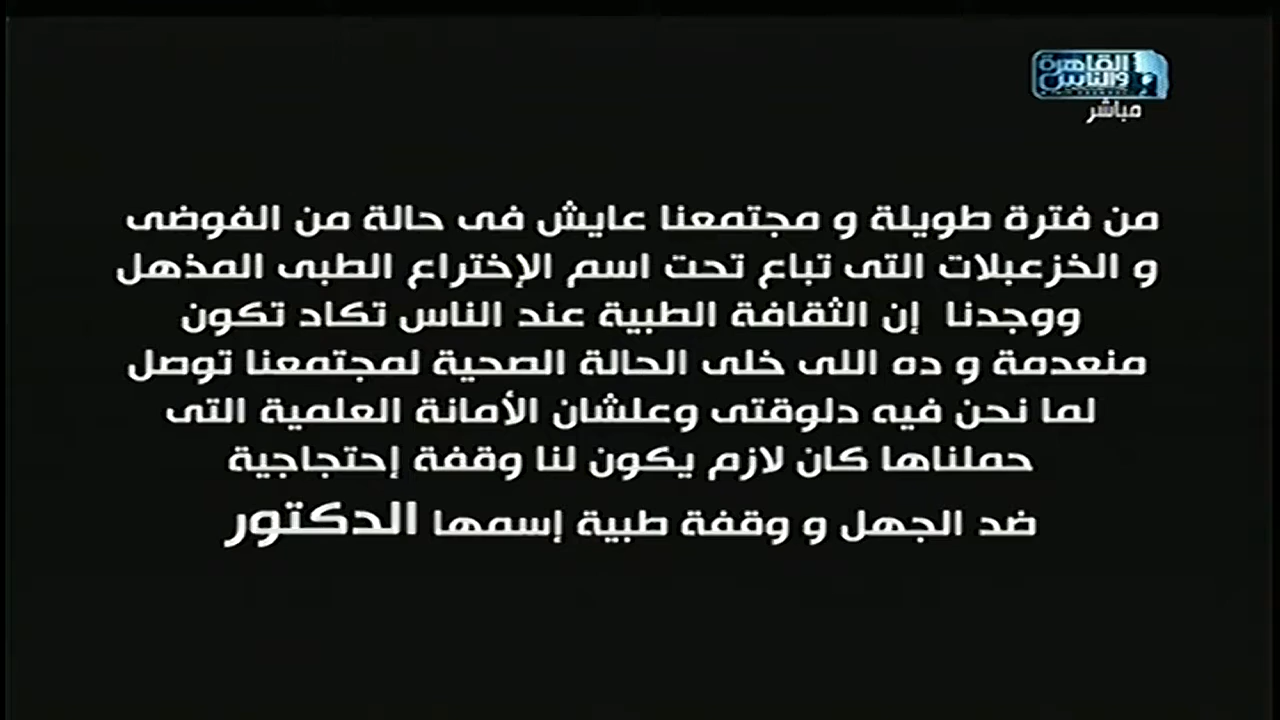 القاهرة
والناس
مباشر
من فترة طويلة و مجتمعنا عايش فى حالة من الفوضى
و الخزعبلات التى تباع تحت اسم الإختراع الطبى المذهل
ووجدنا إن الثقافة الطبية عند الناس تكاد تكون
منعدمة و ده اللى خلى الحالة الصحية لمجتمعنا توصل
لما نحن فيه دلوقتى وعلشان الأمانة العلمية التى
حملناها كان لازم يكون لنا وقفة إحتجاجية
ضد الجهل و وقفة طبية إسمها الدكتور